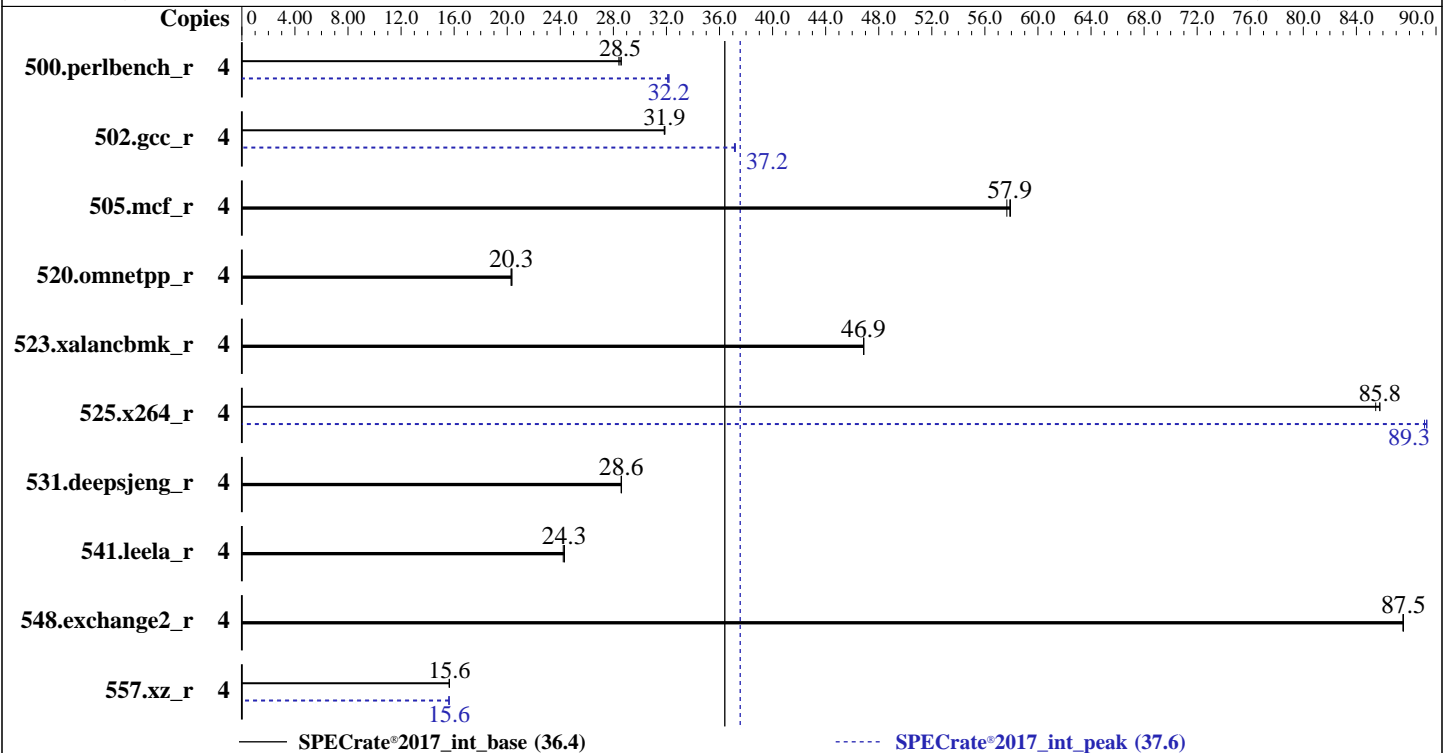 Copies 0 4.00 8.00 12.0 16.0 20.0 24.0 28.0 32.0 36.0 40.0 44.0 48.0 52.0 56.0 60.0 64.0 68.0 72.0 76.0 80.0 84.0 90.0
28.5
500.perlbench_r 4
32.2
31.9
502.gcc_r 4
37.2
57.9
505.mcf_r 4
20.3
520.omnetpp_r 4
46.9
523.xalancbmk_r 4
85.8
525.x264_r 4
89.3
28.6
531.deepsjeng_r 4
24.3
541.leela_r 4
87.5
548.exchange2_r 4
15.6
557.xz_r 4
15.6
SPECrate®2017_int_base (36.4) SPECrate®2017_int_peak (37.6)